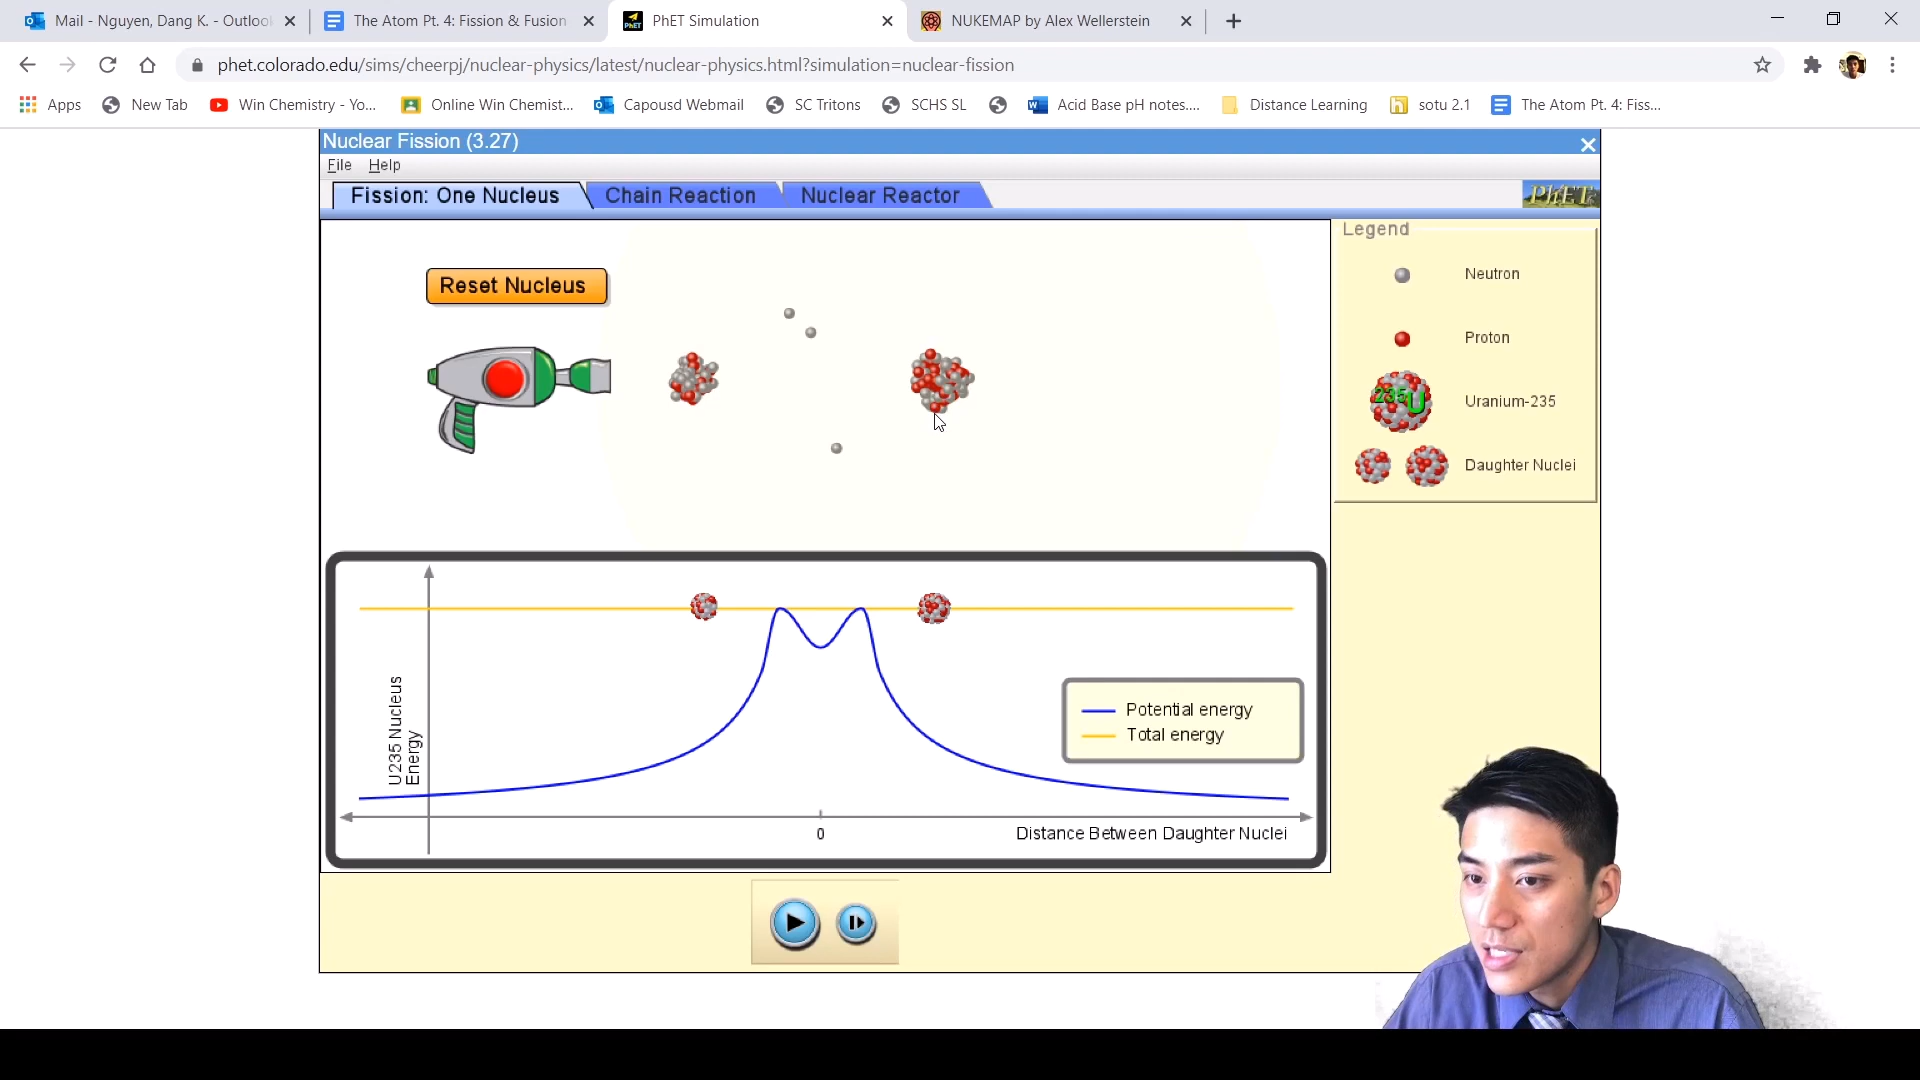 Mail - Nguyen, Dang K. - Outlook
The Atom Pt. 4: Fission & Fusion
PhET Simulation
NUKEMAP by Alex Wellerstein
phet.colorado.edu/sims/cheerpj/nuclear-physics/latest/nuclear-physics.html?simulation=nuclear-fission
Apps
New Tab
Win Chemistry - Yo...
Online Win Chemist...
Capousd Webmail
SC Tritons
SCHS SL
Acid Base pH notes....
Distance Learning
sotu 2.1
The Atom Pt. 4: Fiss...
Nuclear Fission (3.27)
File Help
Fission: One Nucleus
Chain Reaction
Nuclear Reactor
PhET
Legend
Neutron
Proton
235U
Uranium-235
Daughter Nuclei
Reset Nucleus
U235 Nucleus
Energy
Potential energy
Total energy
0
Distance Between Daughter Nuclei